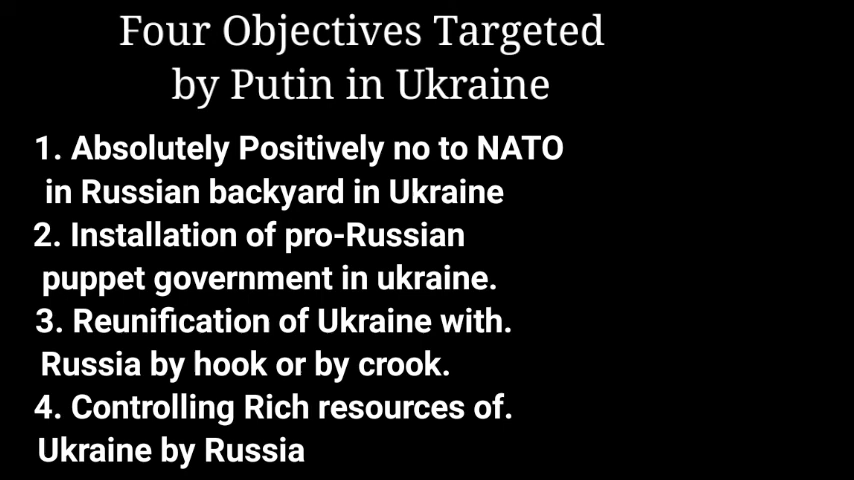 Four Objectives Targeted
by Putin in Ukraine
1. Absolutely Positively no to NATO
in Russian backyard in Ukraine
2. Installation of pro-Russian
puppet government in ukraine.
3. Reunification of Ukraine with.
Russia by hook or by crook.
4. Controlling Rich resources of.
Ukraine by Russia